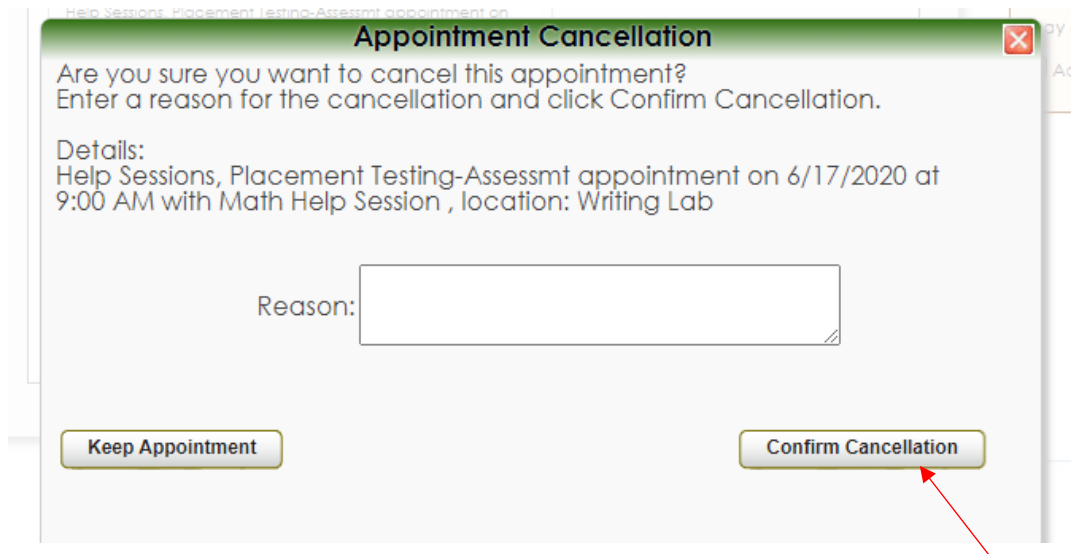 Help Sessions, Placement Testing-Assessmt appointment on
Appointment Cancellation
ay
Are you sure you want to cancel this appointment?
Ac
Enter a reason for the cancellation and click Confirm Cancellation.
Details:
Help Sessions, Placement Testing-Assessmt appointment on 6/17/2020 at
9:00 AM with Math Help Session , location: Writing Lab
Reason:
Keep Appointment
Confirm Cancellation